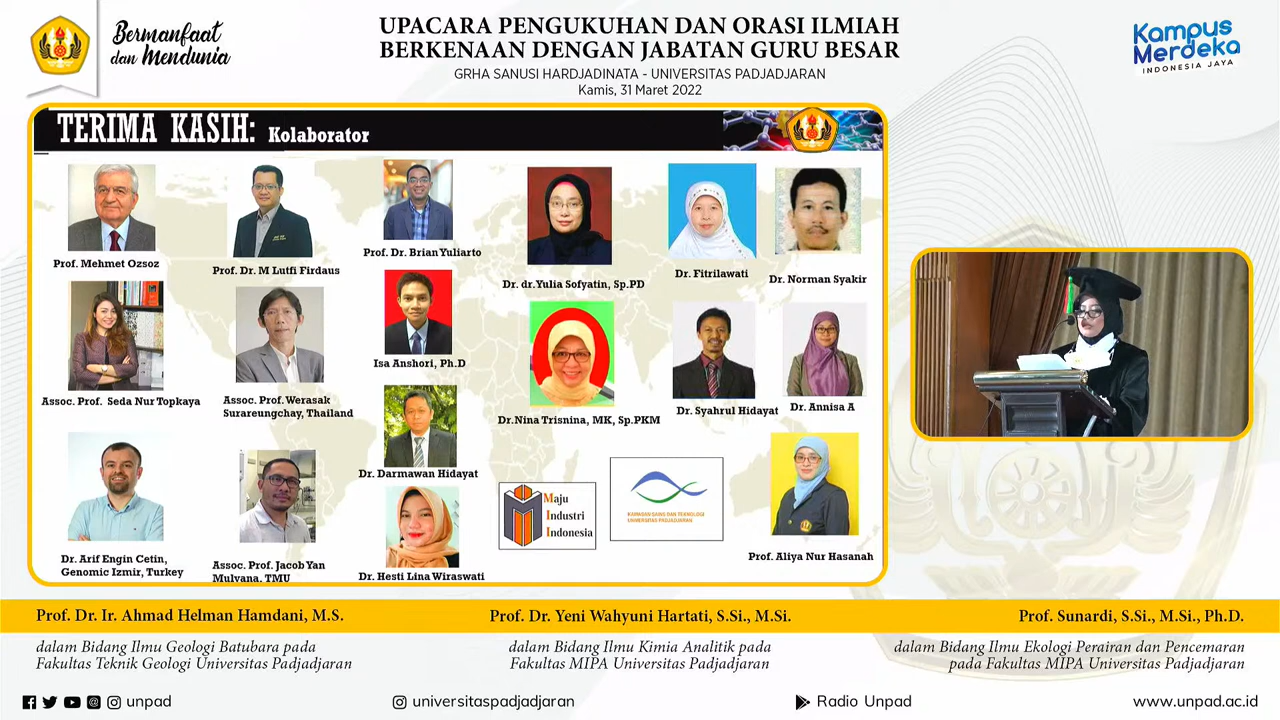 Bermanfaat
dan Mendunia
UPACARA PENGUKUHAN DAN ORASI ILMIAH
BERKENAAN DENGAN JABATAN GURU BESAR
GRHA SANUSI HARDJADINATA - UNIVERSITAS PADJADJARAN
Kamis, 31 Maret 2022
Kampus
Merdeka
INDONESIA JAYA
TERIMA KASIH: Kolaborator
Prof. Mehmet Ozsoz
Prof. Dr. M Lutfi Firdaus
Prof. Dr. Brian Yuliarto
Dr. dr.Yulia Sofyatin, Sp.PD
Dr. Fitrilawati
Dr. Norman Syakir
Assoc. Prof. Seda Nur Topkaya
Assoc. Prof. Werasak
Surareungchay, Thailand
Isa Anshori, Ph.D
Dr.Nina Trisnina, MK, Sp.PKM
Dr. Syahrul Hidayat
Dr. Annisa A
Dr. Darmawan Hidayat
Dr. Arif Engin Cetin,
Genomic Izmir, Turkey
Assoc. Prof. Jacob Yan
Mulyana, TMU
Dr. Hesti Lina Wiraswati
Maju
Industri
Indonesia
KAWASAN SAINS DAN TEKNOLOGI
UNIVERSITAS PADJADJARAN
Prof. Aliya Nur Hasanah
Prof. Dr. Ir. Ahmad Helman Hamdani, M.S.
dalam Bidang Ilmu Geologi Batubara pada
Fakultas Teknik Geologi Universitas Padjadjaran
Prof. Dr. Yeni Wahyuni Hartati, S.Si., M.Si.
dalam Bidang Ilmu Kimia Analitik pada
Fakultas MIPA Universitas Padjadjaran
Prof. Sunardi, S.Si., M.Si., Ph.D.
dalam Bidang Ilmu Ekologi Perairan dan Pencemaran
pada Fakultas MIPA Universitas Padjadjaran
unpad
universitaspadjadjaran
Radio Unpad
www.unpad.ac.id